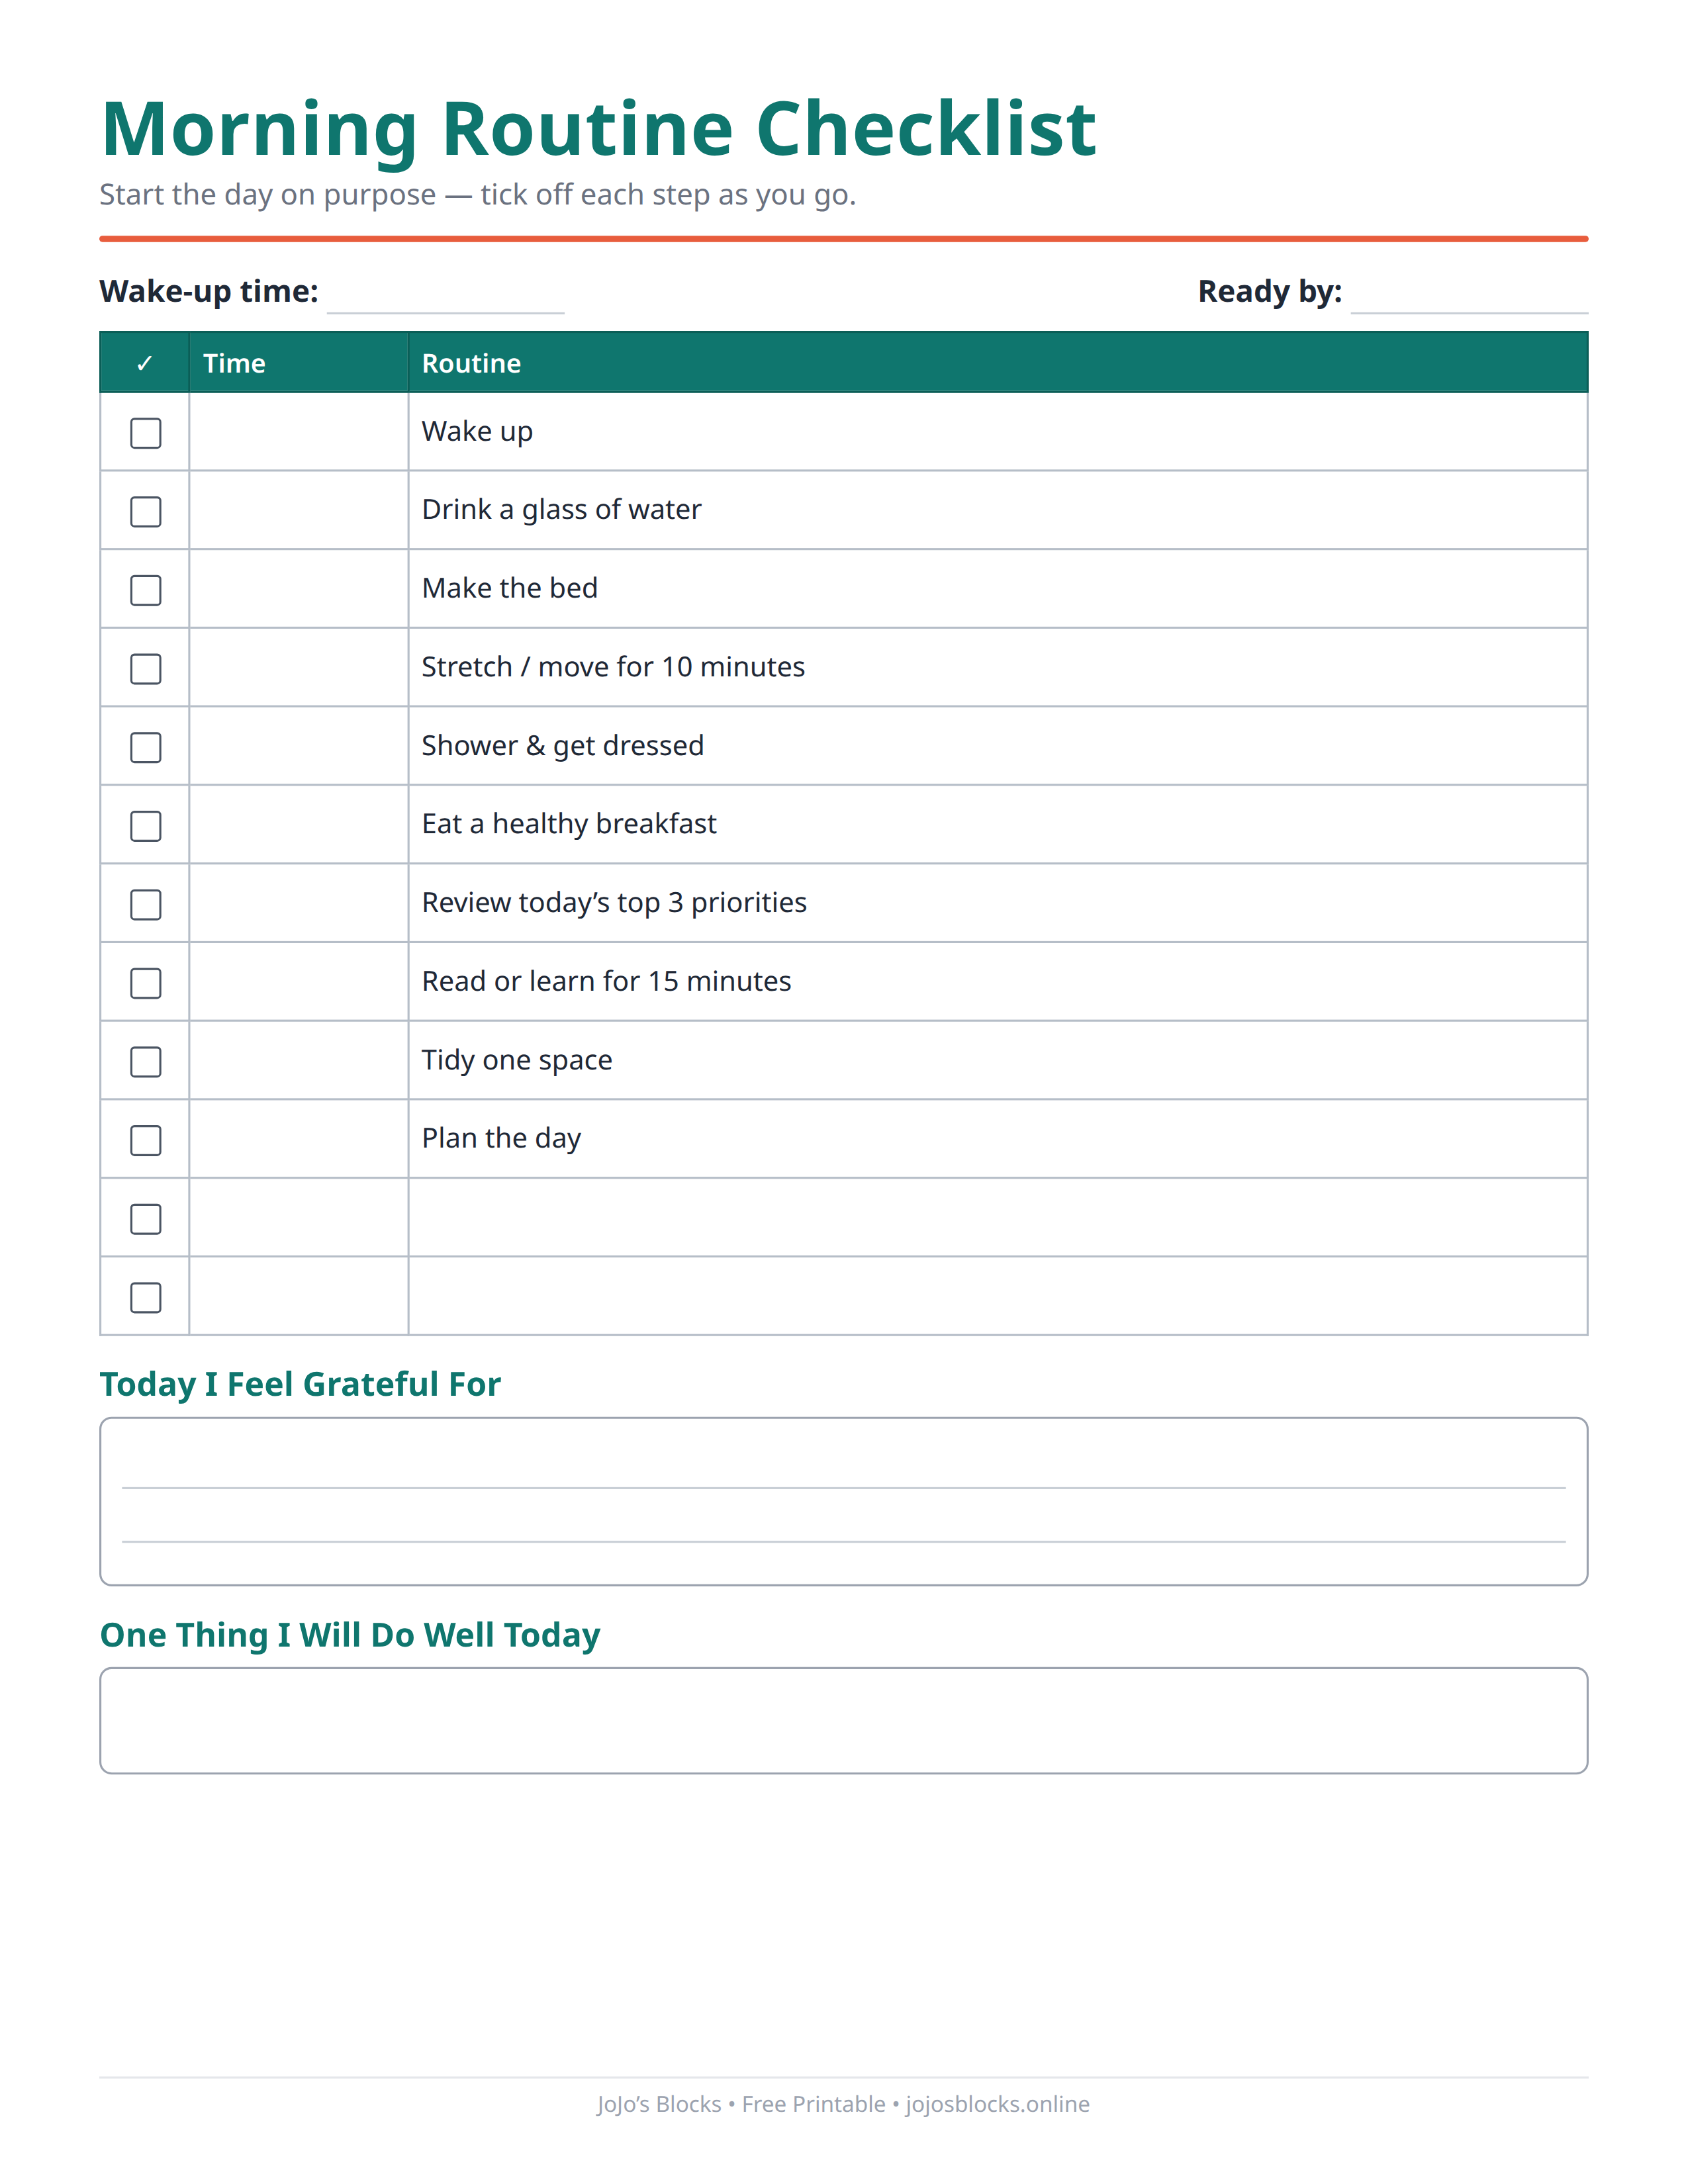 Morning Routine Checklist
Start the day on purpose — tick off each step as you go.
Wake-up time: Ready by:
✓ Time Routine
Wake up
Drink a glass of water
Make the bed
Stretch / move for 10 minutes
Shower & get dressed
Eat a healthy breakfast
Review today’s top 3 priorities
Read or learn for 15 minutes
Tidy one space
Plan the day
Today I Feel Grateful For
One Thing I Will Do Well Today
JoJo’s Blocks • Free Printable • jojosblocks.online